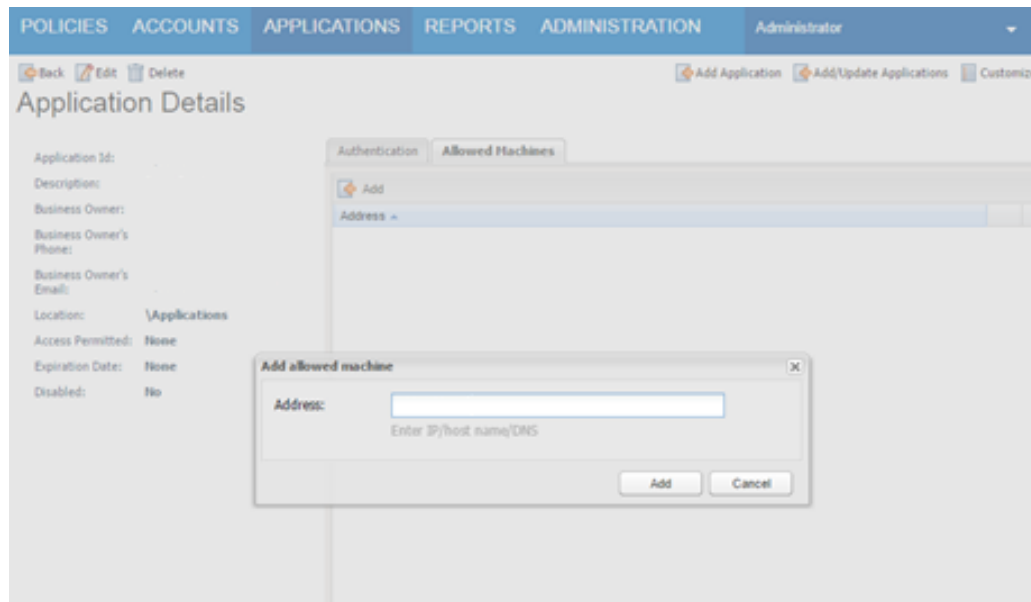 POLICIES ACCOUNTS APPLICATIONS REPORTS ADMINISTRATION Administrator
Back Edit Delete Add Application Add/Update Applications Customiz
Application Details
Authentication Allowed Machines
Application Id:
Description:
Add
Business Owner:
Address
Business Owner's
Phone:
Business Owner's
Email:
Location: \Applications
Access Permitted: None
Expiration Date: None
Disabled: No
Add allowed machine
Address:
Enter IP/host name/DNS
Add Cancel